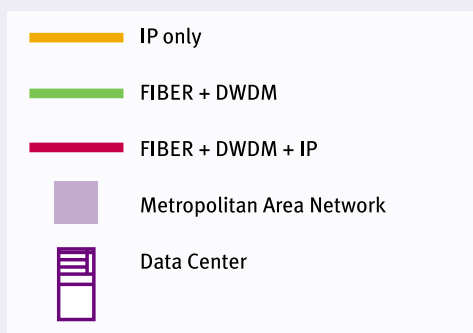 IP only
FIBER + DWDM
FIBER + DWDM + IP
Metropolitan Area Network
Data Center